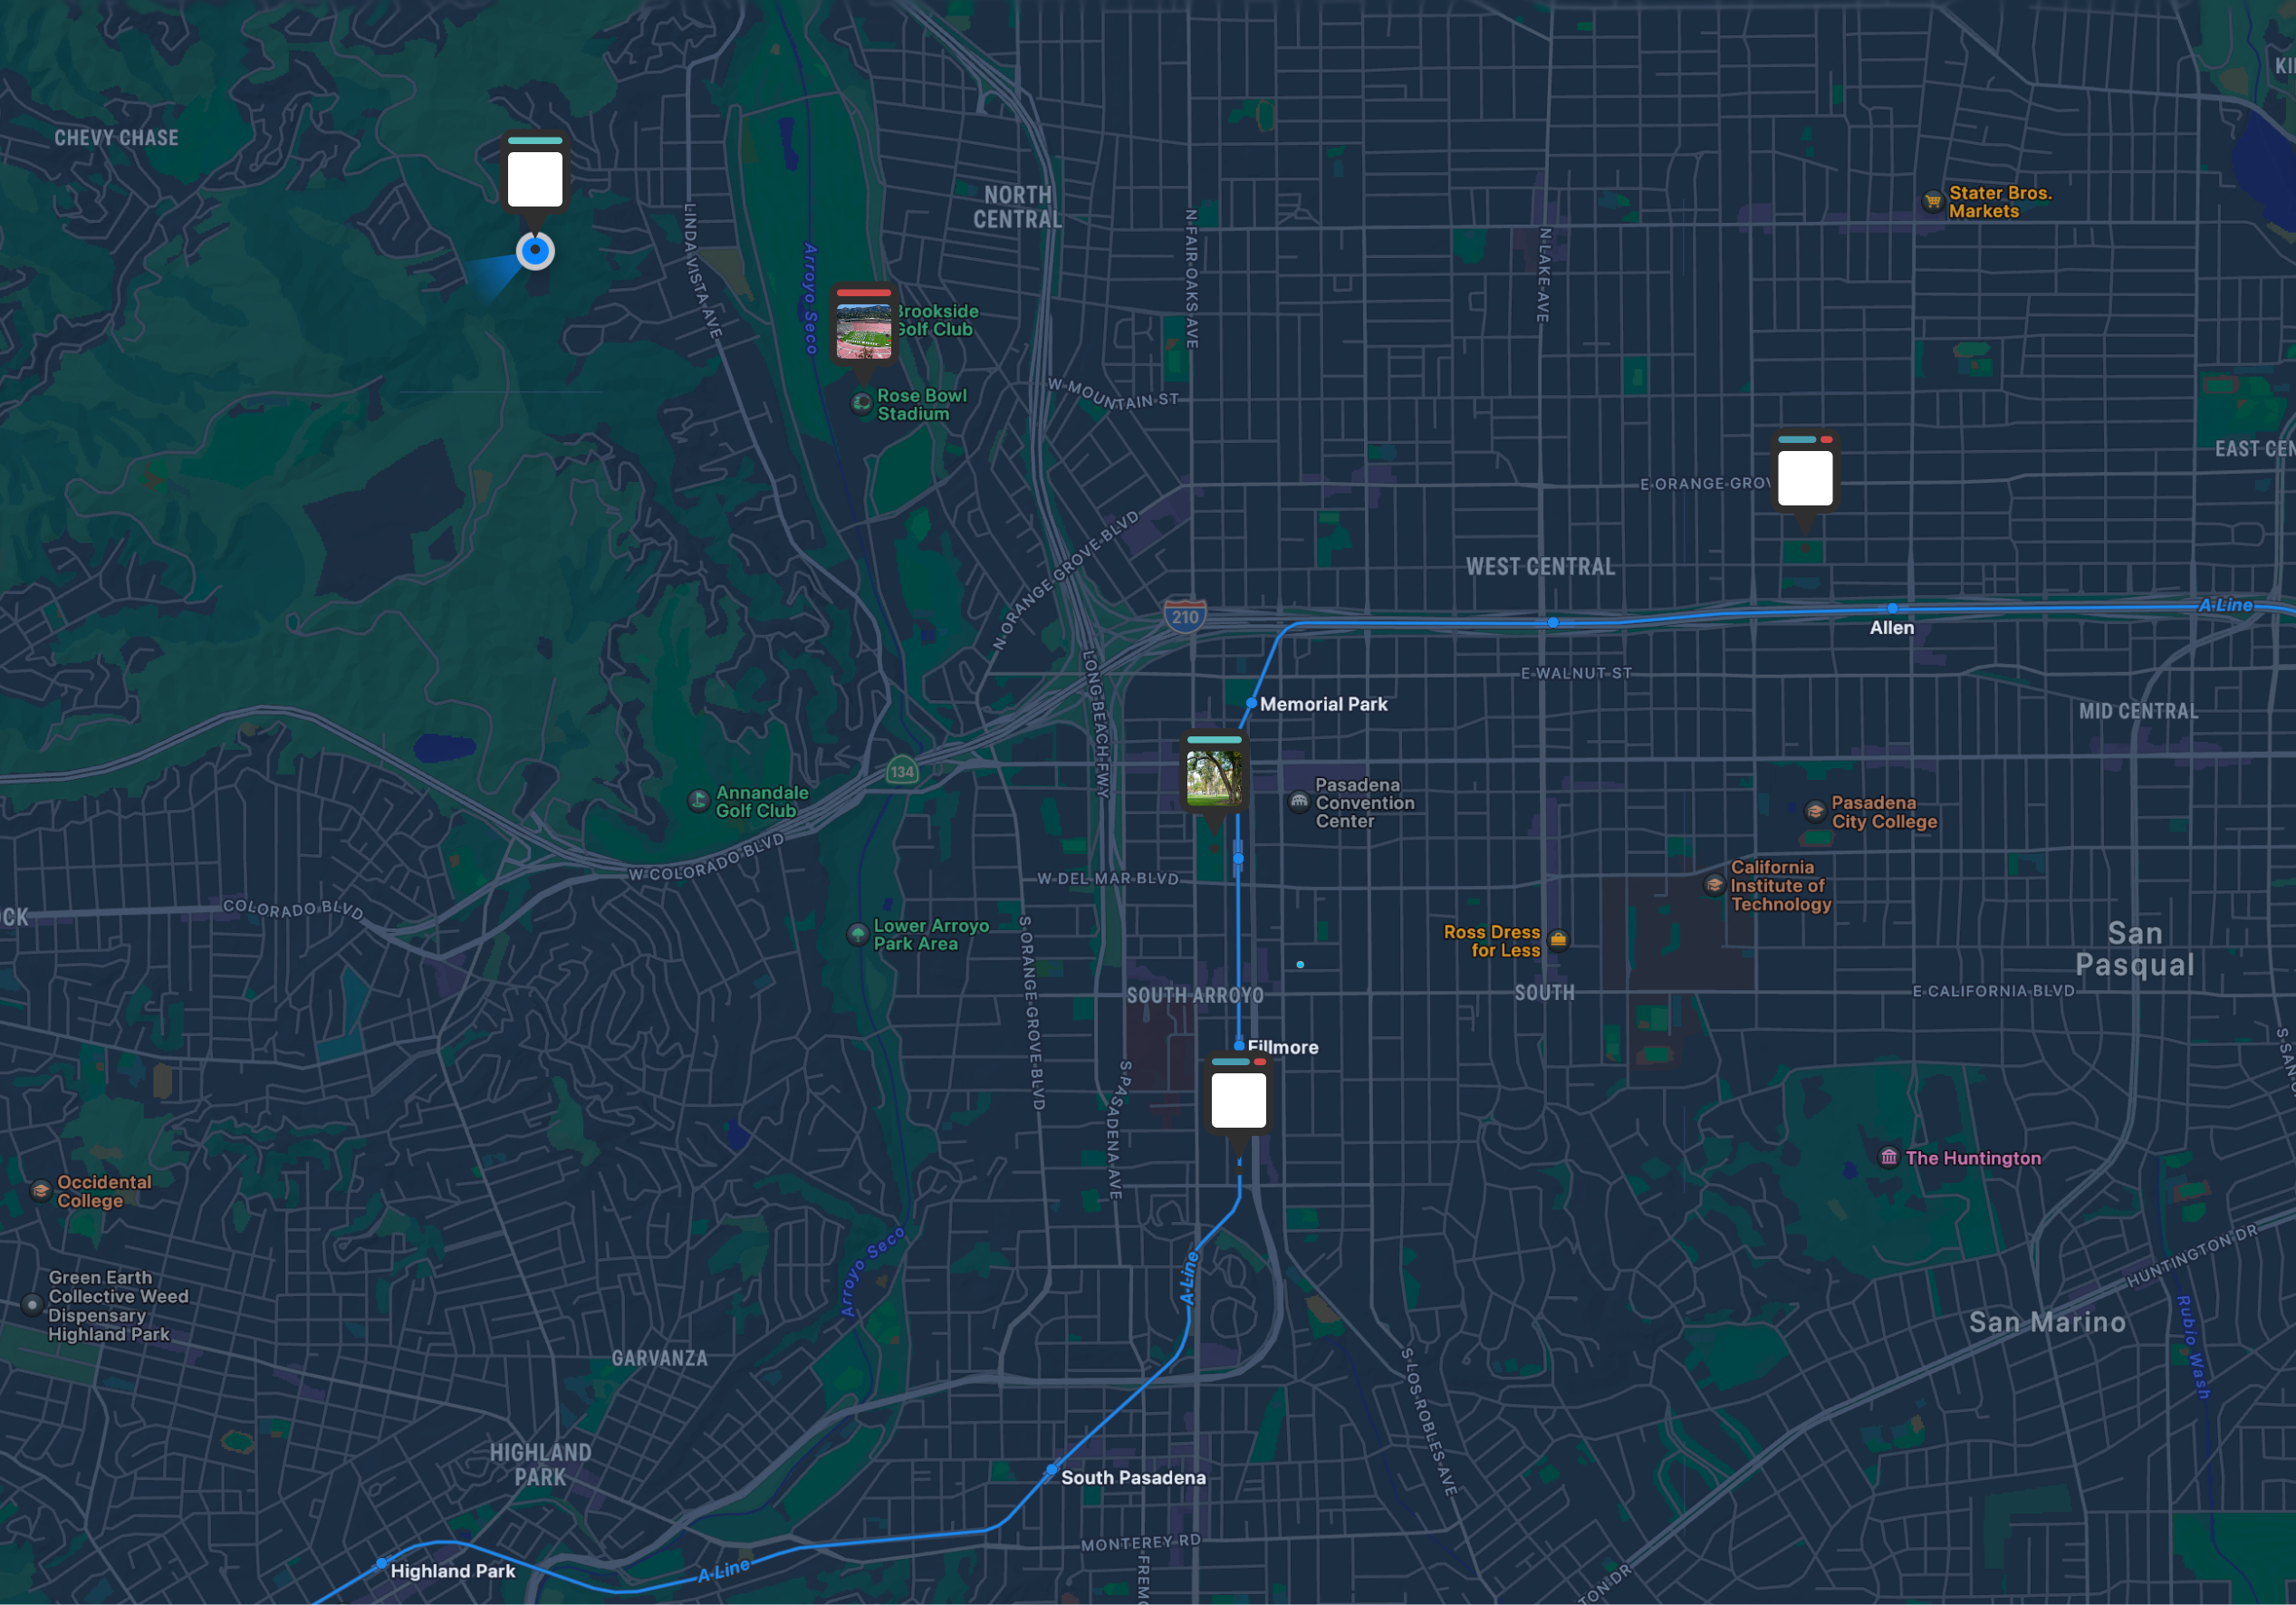 CHEVY CHASE
NORTH
CENTRAL
LINDA VISTA AVE
Arroyo Seco
N FAIR OAKS AVE
N LAKE AVE
Stater Bros.
Markets
Brookside
Golf Club
Rose Bowl
Stadium
W MOUNTAIN ST
E ORANGE GROV
EAST CEN
N ORANGE GROVE BLVD
WEST CENTRAL
210
A Line
Allen
LONG BEACH FWY
E WALNUT ST
Memorial Park
MID CENTRAL
134
Annandale
Golf Club
Pasadena
Convention
Center
Pasadena
City College
W COLORADO BLVD
W DEL MAR BLVD
California
Institute of
Technology
COLORADO BLVD
OCK
Lower Arroyo
Park Area
Ross Dress
for Less
San
Pasqual
S ORANGE GROVE BLVD
SOUTH ARROYO
SOUTH
E CALIFORNIA BLVD
Fillmore
S PASADENA AVE
The Huntington
Occidental
College
Arroyo Seco
A Line
HUNTINGTON DR
Green Earth
Collective Weed
Dispensary
Highland Park
San Marino
Rubio Wash
GARVANZA
S LOS ROBLES AVE
HIGHLAND
PARK
South Pasadena
MONTEREY RD
Highland Park
A Line
FREMO
TON DR